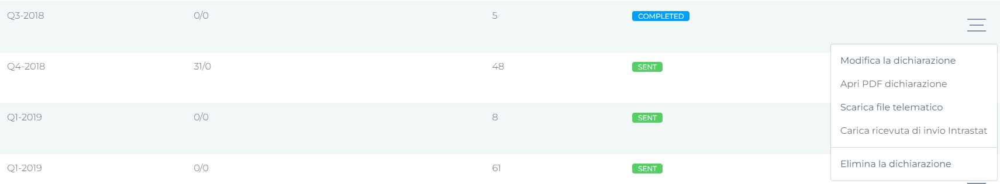 Q3-2018 0/0 5 COMPLETED
Q4-2018 31/0 48 SENT
Q1-2019 0/0 8 SENT
Q1-2019 0/0 61 SENT
Modifica la dichiarazione
Apri PDF dichiarazione
Scarica file telematico
Carica ricevuta di invio Intrastat
Elimina la dichiarazione